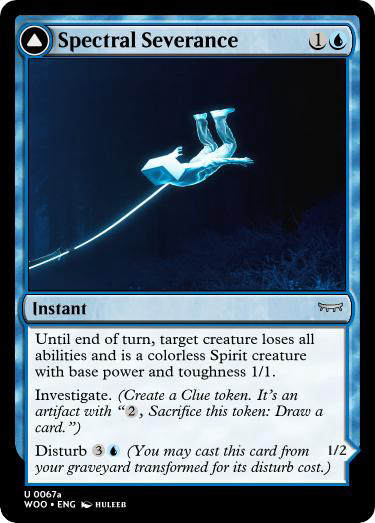 Spectral Severance 1
Instant
Until end of turn, target creature loses all
abilities and is a colorless Spirit creature
with base power and toughness 1/1.
Investigate. (Create a Clue token. It's an
artifact with “2, Sacrifice this token: Draw a
card.”)
Disturb 3 (You may cast this card from
your graveyard transformed for its disturb cost.)
1/2
U 0067a
WOO • ENG HULEEB